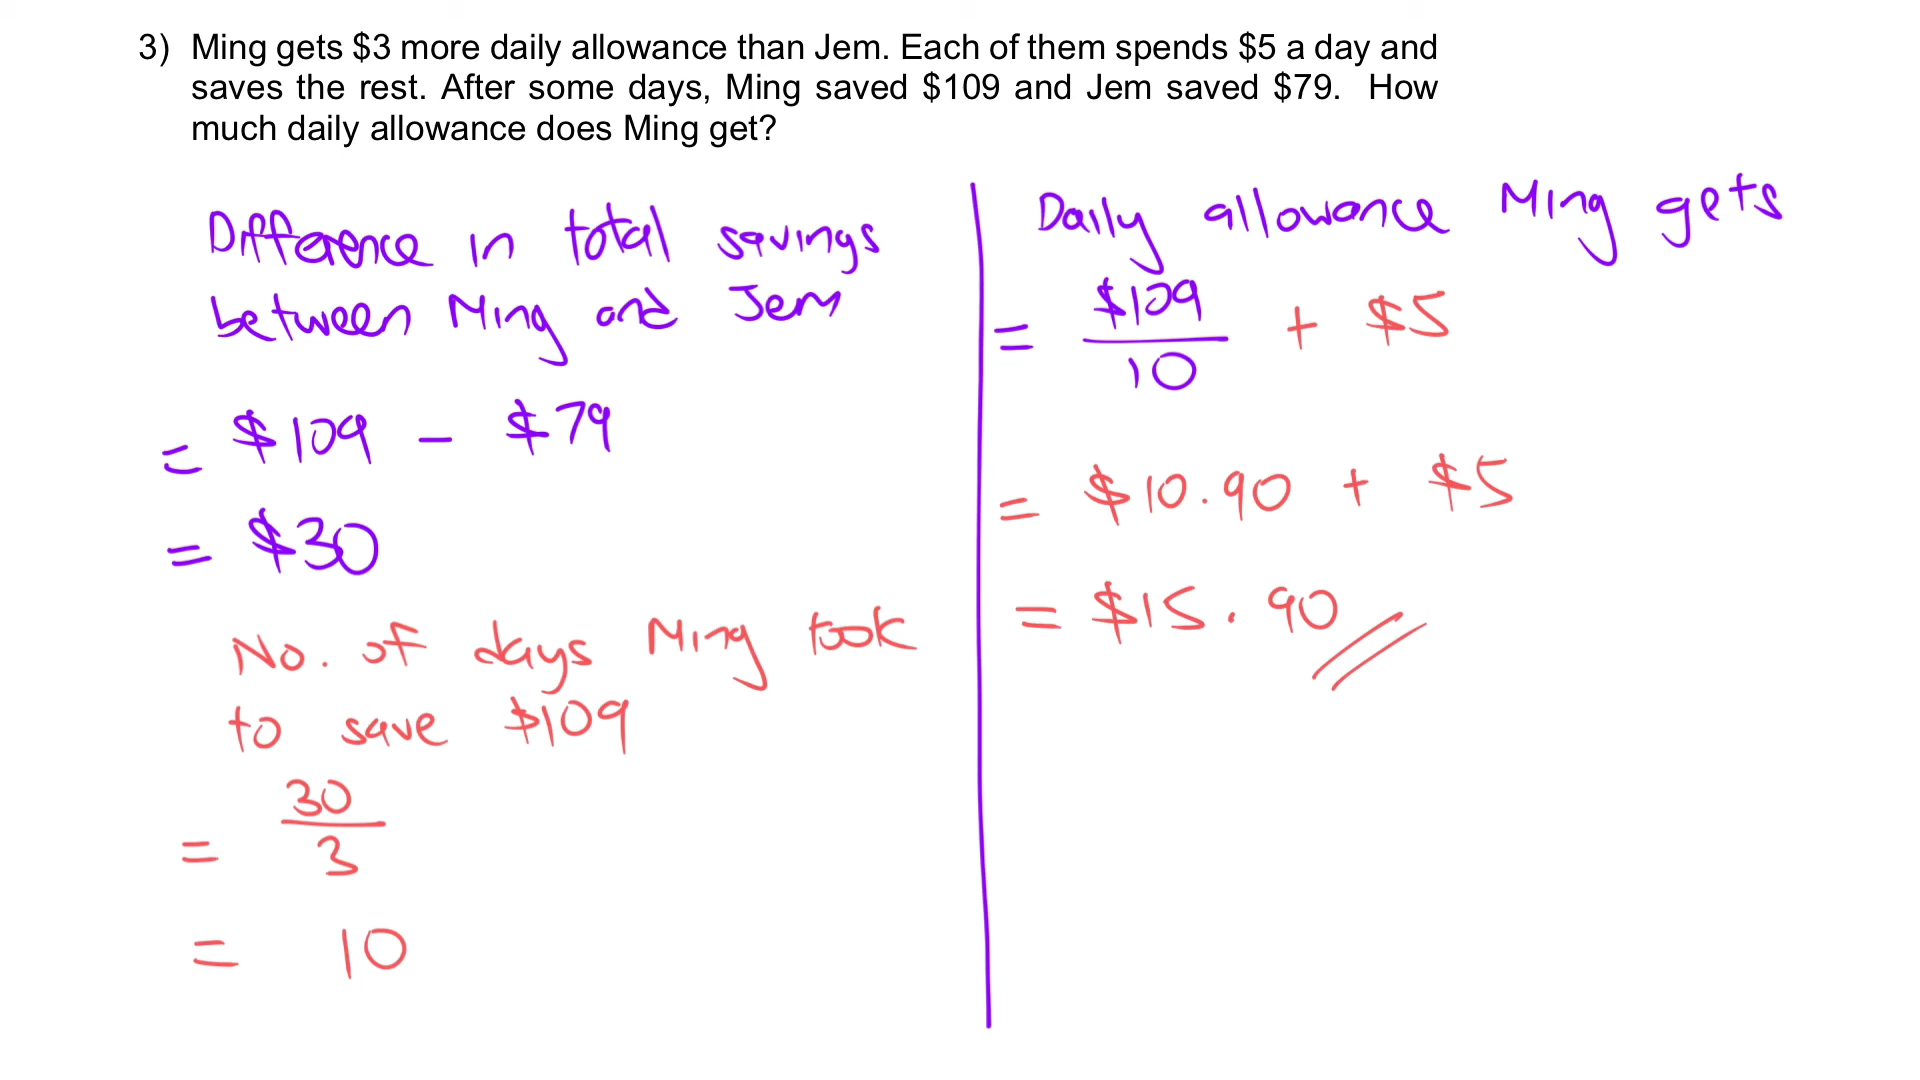 3) Ming gets $3 more daily allowance than Jem. Each of them spends $5 a day and
saves the rest. After some days, Ming saved $109 and Jem saved $79. How
much daily allowance does Ming get?
Difference in total savings
between Ming and Jem
= $109 - $79
= $30
No. of days Ming took
to save $109
= 30/3
= 10
Daily allowance Ming gets
= $109/10 + $5
= $10.90 + $5
= $15.90